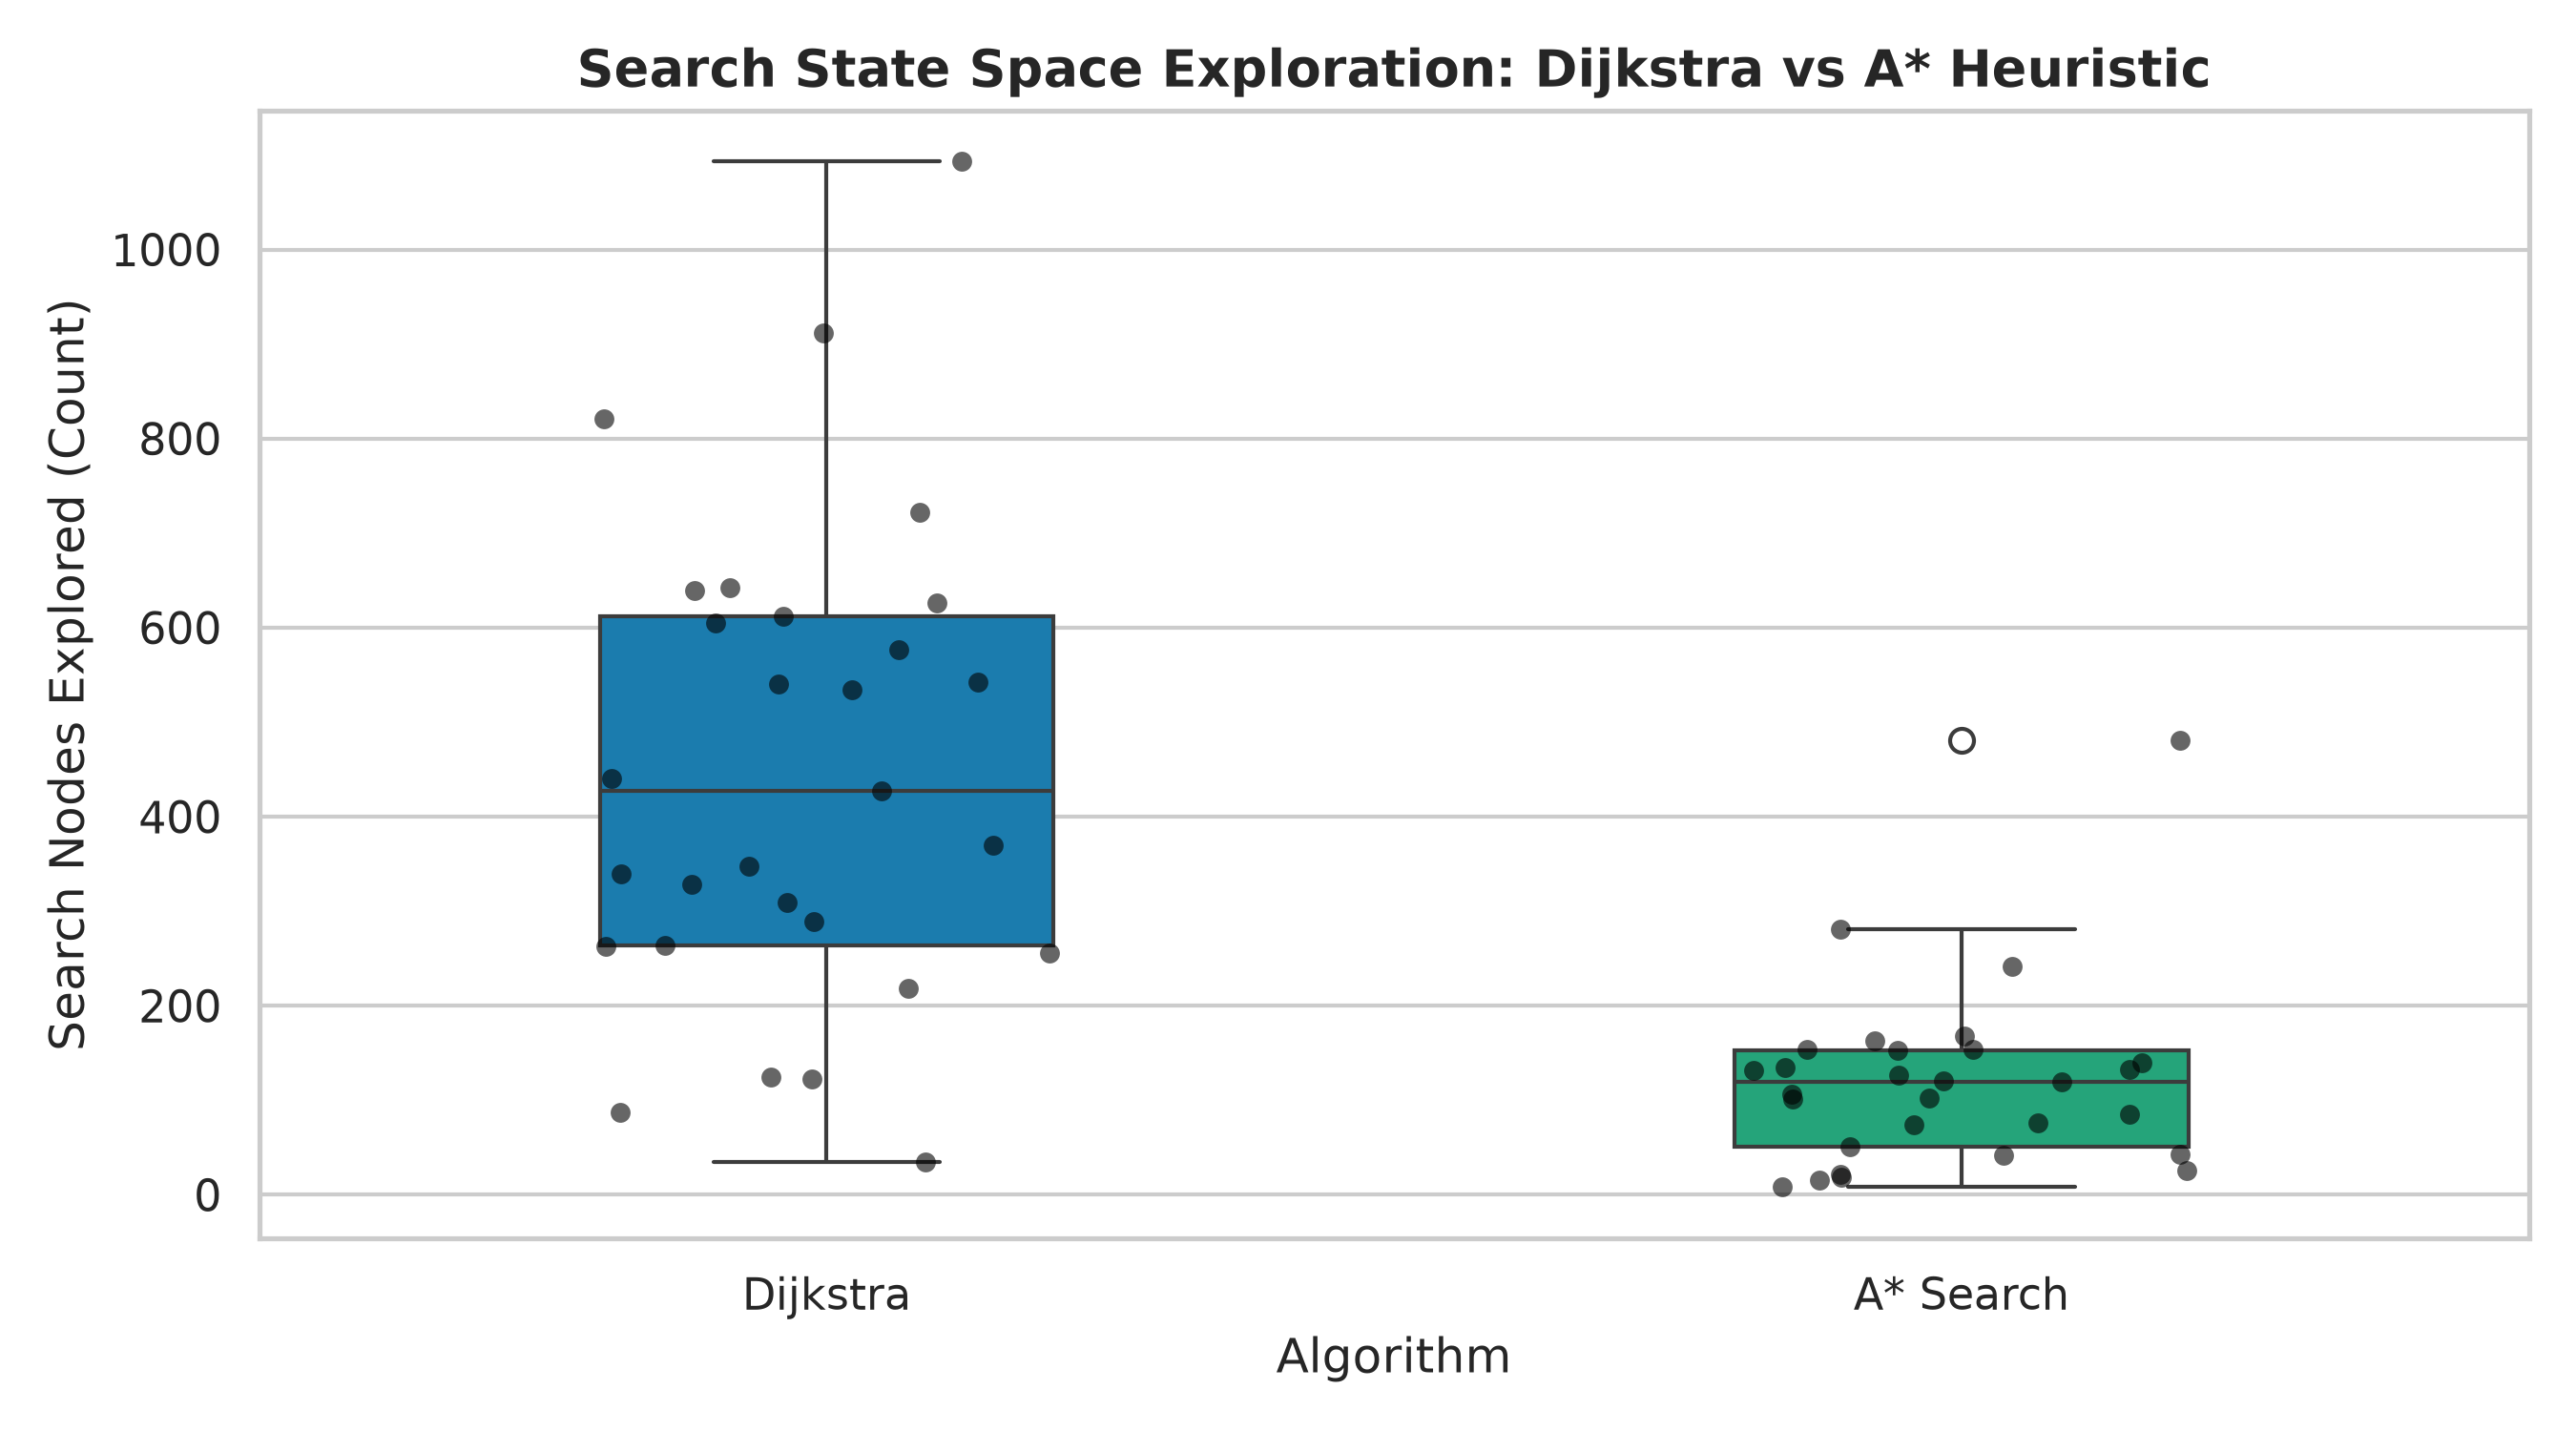 Search State Space Exploration: Dijkstra vs A* Heuristic
Search Nodes Explored (Count)
1000
800
600
400
200
0
Dijkstra
A* Search
Algorithm